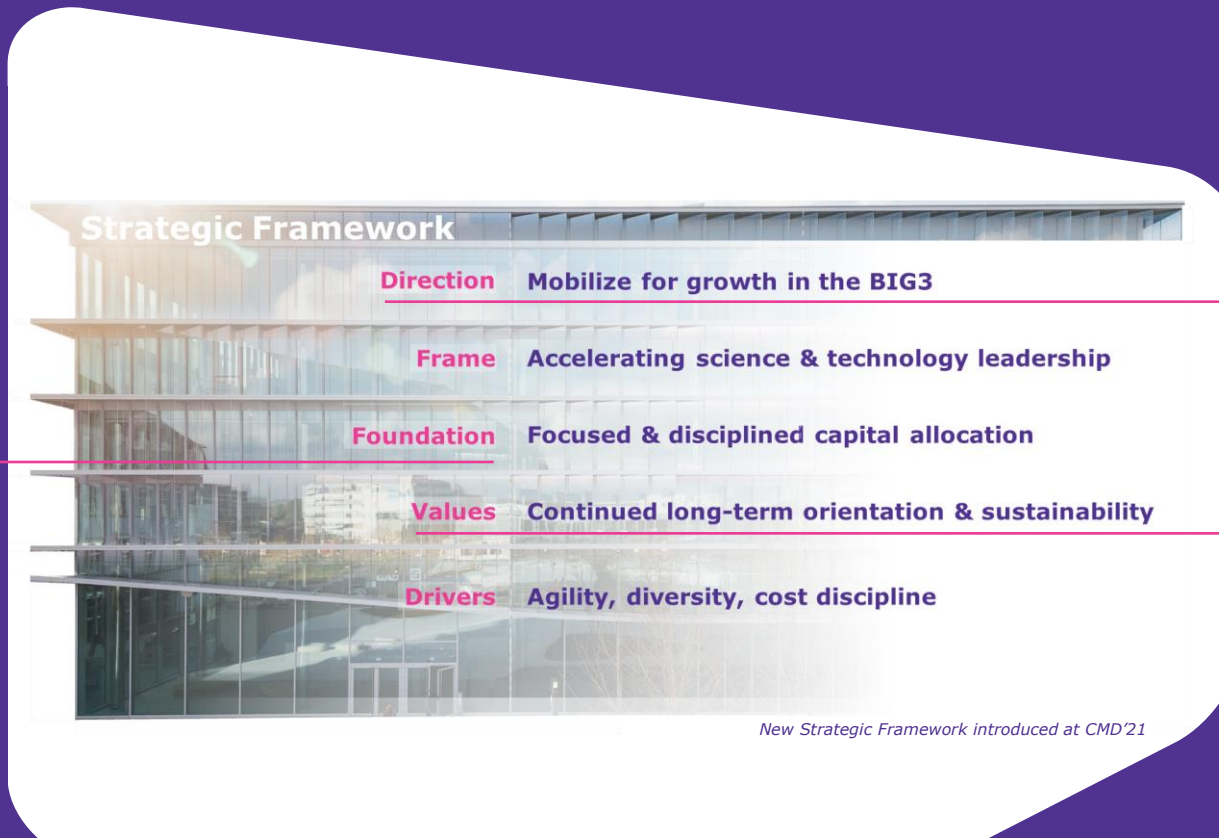 Strategic Framework
Direction Mobilize for growth in the BIG3
Frame Accelerating science & technology leadership
Foundation Focused & disciplined capital allocation
Values Continued long-term orientation & sustainability
Drivers Agility, diversity, cost discipline
New Strategic Framework introduced at CMD’21